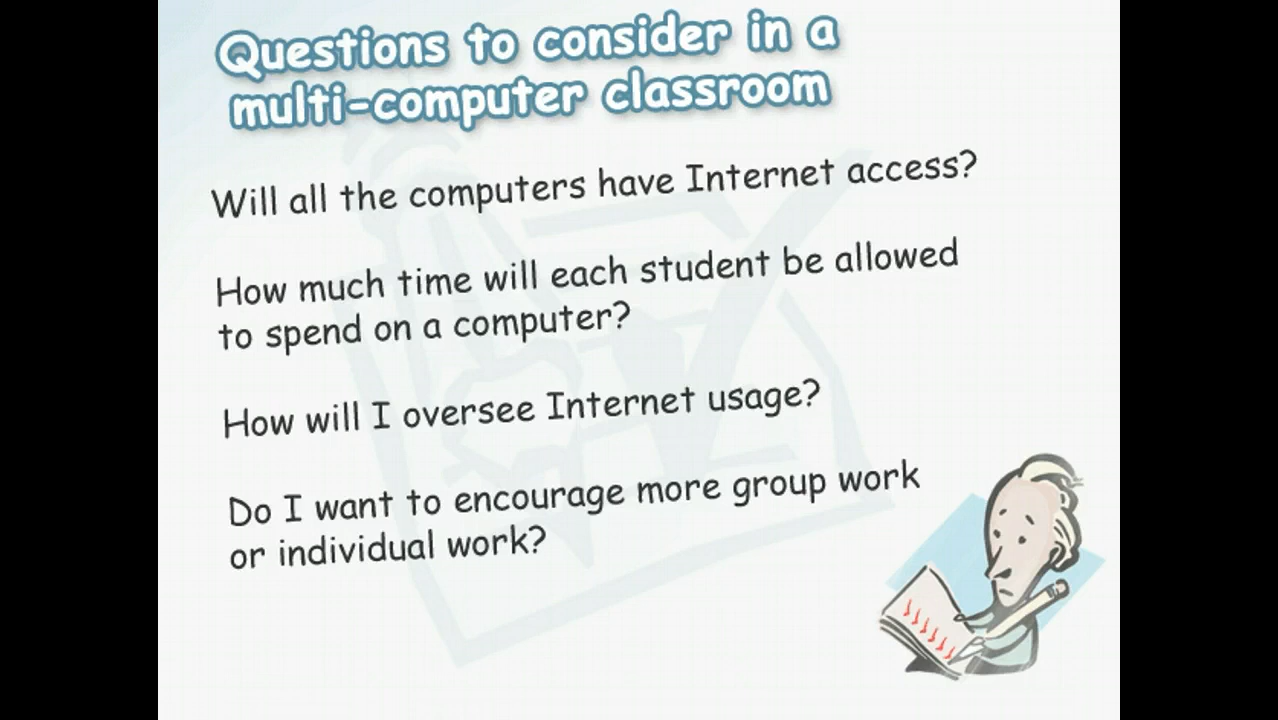 Questions to consider in a
multi-computer classroom
Will all the computers have Internet access?
How much time will each student be allowed
to spend on a computer?
How will I oversee Internet usage?
Do I want to encourage more group work
or individual work?